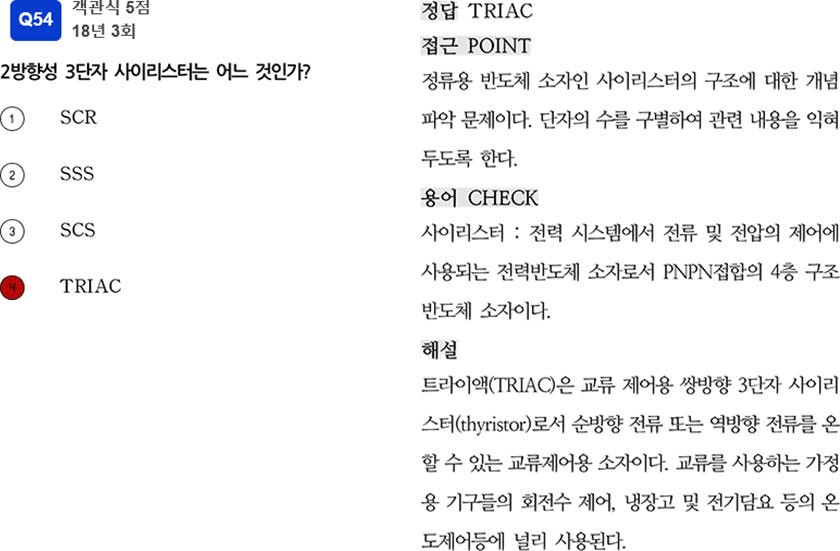 Q54
객관식 5점
18년 3회
2방향성 3단자 사이리스터는 어느 것인가?
1 SCR
2 SSS
3 SCS
4 TRIAC
정답 TRIAC
접근 POINT
정류용 반도체 소자인 사이리스터의 구조에 대한 개념
파악 문제이다. 단자의 수를 구별하여 관련 내용을 익혀
두도록 한다.
용어 CHECK
사이리스터 : 전력 시스템에서 전류 및 전압의 제어에
사용되는 전력반도체 소자로서 PNPN접합의 4층 구조
반도체 소자이다.
해설
트라이액(TRIAC)은 교류 제어용 쌍방향 3단자 사이리
스터(thyristor)로서 순방향 전류 또는 역방향 전류를 온
할 수 있는 교류제어용 소자이다. 교류를 사용하는 가정
용 기구들의 회전수 제어, 냉장고 및 전기담요 등의 온
도제어등에 널리 사용된다.